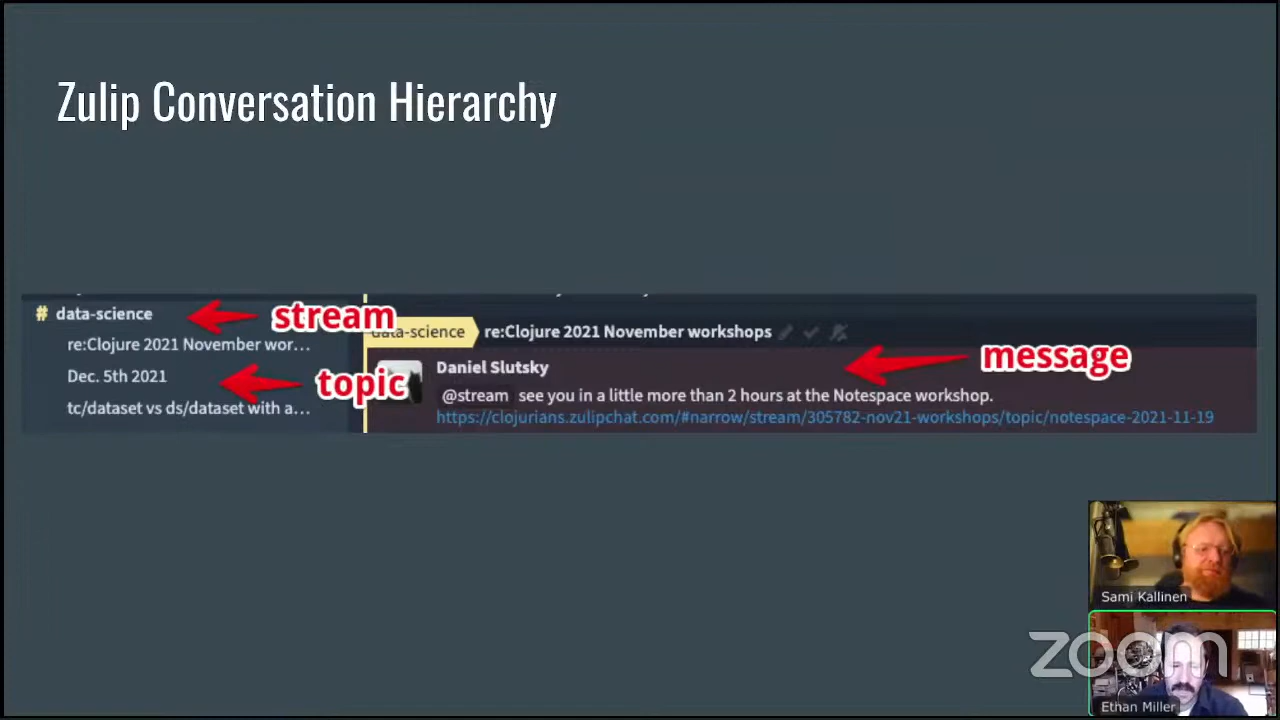 Zulip Conversation Hierarchy
# data-science
stream
re:Clojure 2021 November wor...
Dec. 5th 2021
topic
tc/dataset vs ds/dataset with a...
data-science re:Clojure 2021 November workshops
message
Daniel Slutsky
@stream see you in a little more than 2 hours at the Notespace workshop.
https://clojurians.zulipchat.com/#narrow/stream/305782-nov21-workshops/topic/notespace-2021-11-19
Sami Kallinen
zoom
Ethan Miller